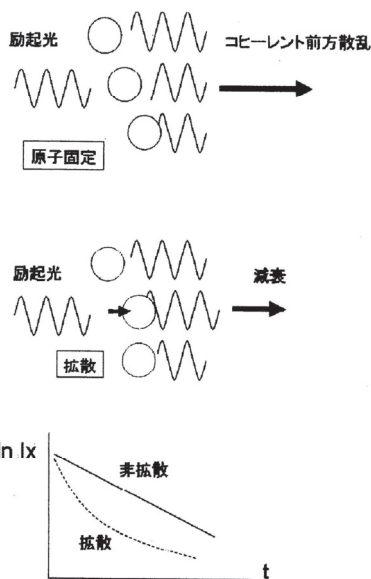 励起光
コヒーレント前方散乱
原子固定
励起光
減衰
拡散
ln Ix
非拡散
拡散
t